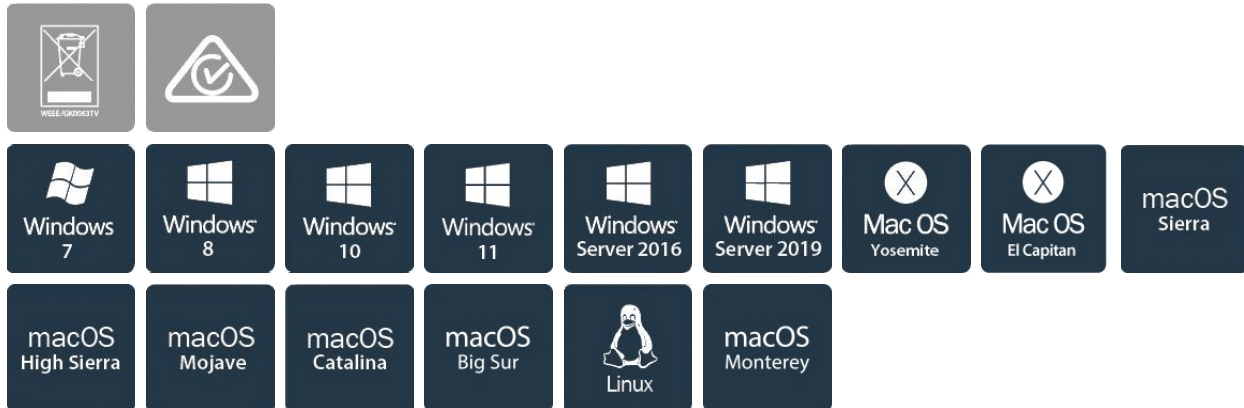 WEEE/GK0063TV
Windows
7
Windows
8
Windows
10
Windows
11
Windows
Server 2016
Windows
Server 2019
X
Mac OS
Yosemite
X
Mac OS
El Capitan
macOS
Sierra
macOS
High Sierra
macOS
Mojave
macOS
Catalina
macOS
Big Sur
Linux
macOS
Monterey